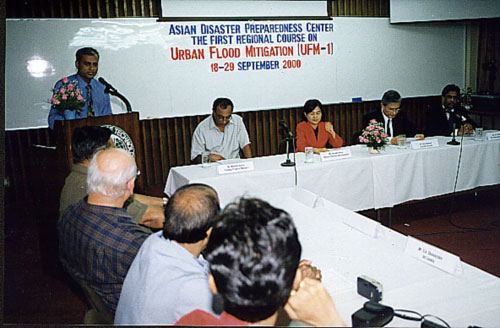 ASIAN DISASTER PREPAREDNESS CENTER
THE FIRST REGIONAL COURSE ON
URBAN FLOOD MITIGATION [UFM-1]
18-29 SEPTEMBER 2000